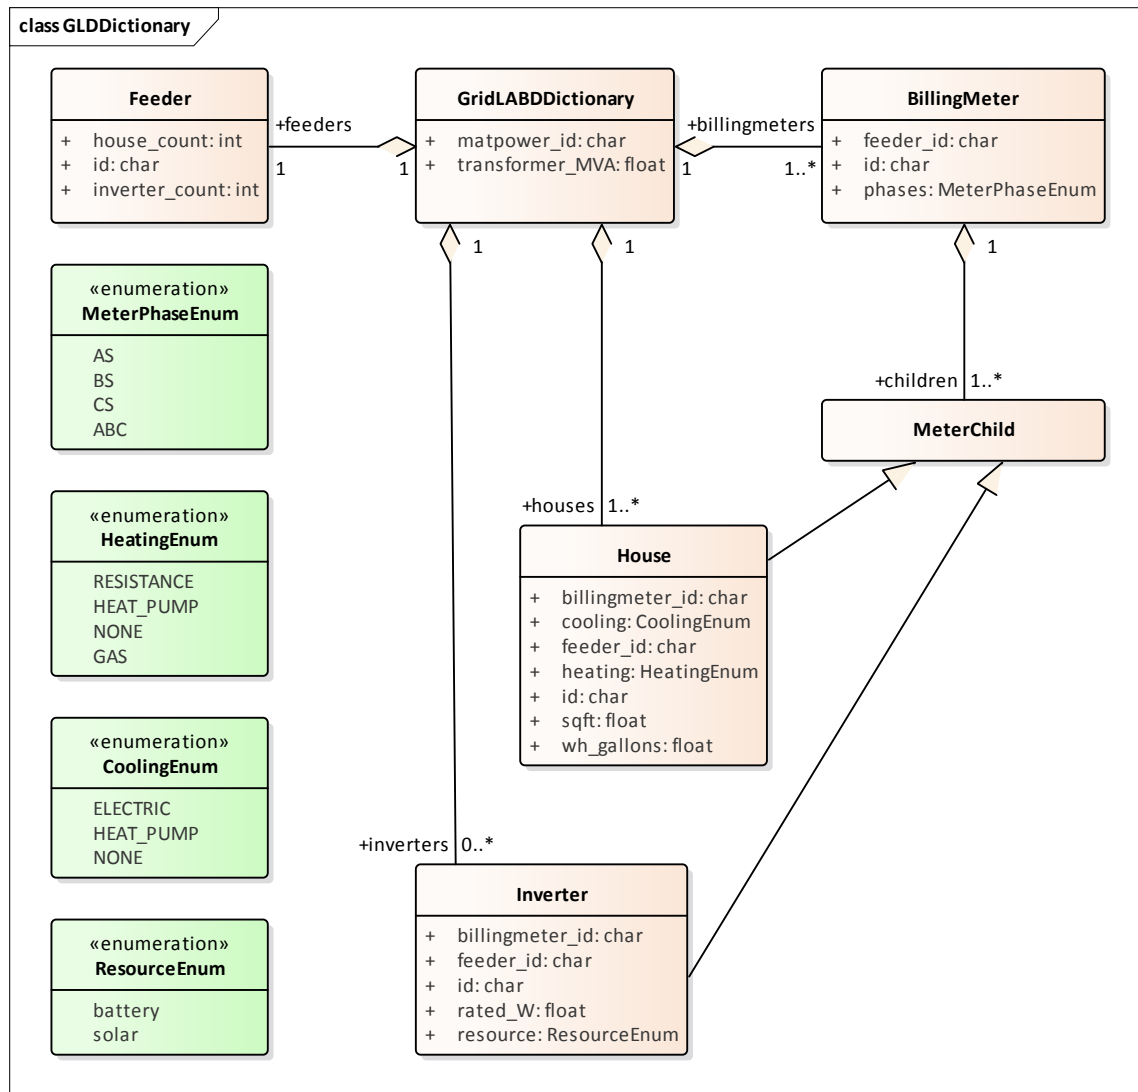 class GLDDictionary
Feeder
+ house_count: int
+ id: char
+ inverter_count: int
+feeders
1
1
GridLABDDictionary
+ matpower_id: char
+ transformer_MVA: float
+billingmeters
1
1..*
BillingMeter
+ feeder_id: char
+ id: char
+ phases: MeterPhaseEnum
1
1
1
«enumeration»
MeterPhaseEnum
AS
BS
CS
ABC
+children 1..*
MeterChild
«enumeration»
HeatingEnum
RESISTANCE
HEAT_PUMP
NONE
GAS
+houses 1..*
House
+ billingmeter_id: char
+ cooling: CoolingEnum
+ feeder_id: char
+ heating: HeatingEnum
+ id: char
+ sqft: float
+ wh_gallons: float
«enumeration»
CoolingEnum
ELECTRIC
HEAT_PUMP
NONE
+inverters 0..*
Inverter
+ billingmeter_id: char
+ feeder_id: char
+ id: char
+ rated_W: float
+ resource: ResourceEnum
«enumeration»
ResourceEnum
battery
solar